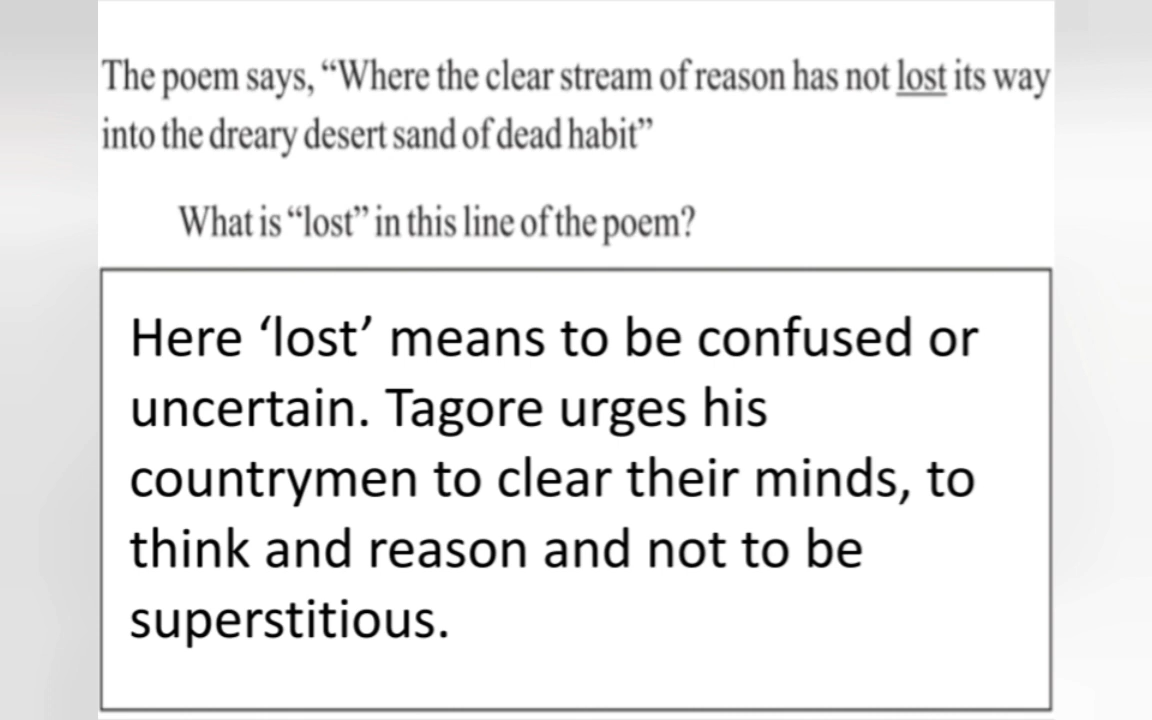 The poem says, “Where the clear stream of reason has not lost its way
into the dreary desert sand of dead habit”
What is “lost” in this line of the poem?
Here ‘lost’ means to be confused or
uncertain. Tagore urges his
countrymen to clear their minds, to
think and reason and not to be
superstitious.